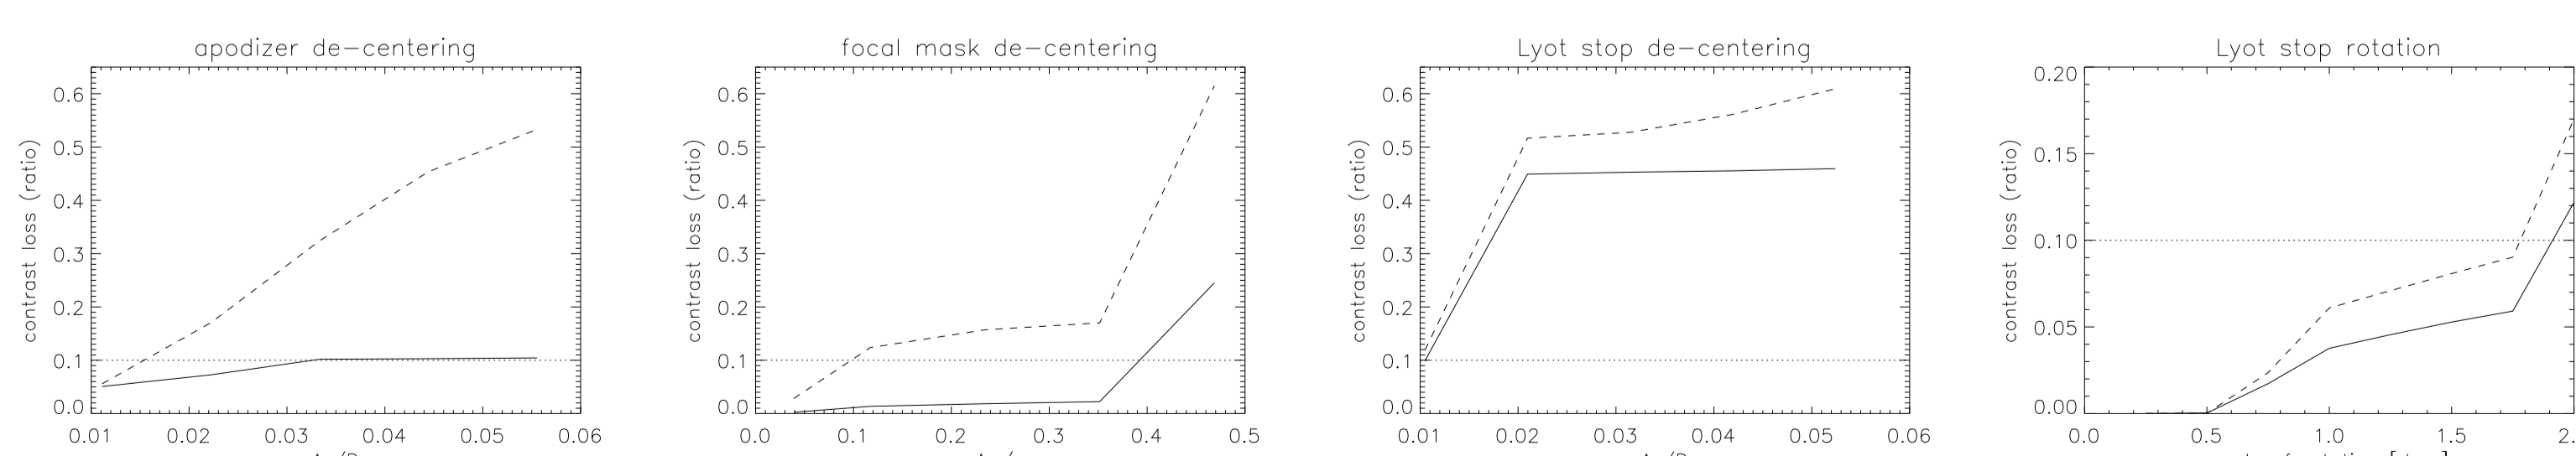 apodizer de-centering
contrast loss (ratio)
0.6
0.5
0.4
0.3
0.2
0.1
0.0
0.01 0.02 0.03 0.04 0.05 0.06
focal mask de-centering
contrast loss (ratio)
0.6
0.5
0.4
0.3
0.2
0.1
0.0
0.0 0.1 0.2 0.3 0.4 0.5
Lyot stop de-centering
contrast loss (ratio)
0.6
0.5
0.4
0.3
0.2
0.1
0.0
0.01 0.02 0.03 0.04 0.05 0.06
Lyot stop rotation
contrast loss (ratio)
0.20
0.15
0.10
0.05
0.00
0.0 0.5 1.0 1.5 2.